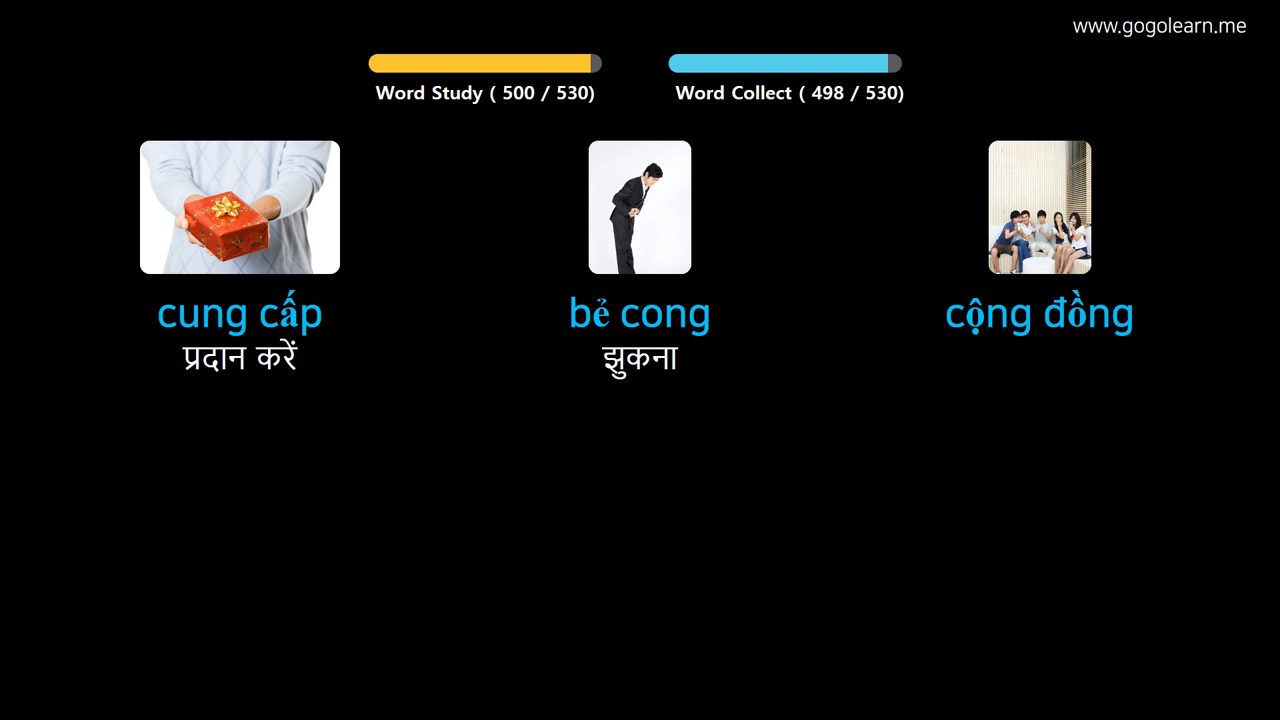 www.gogolearn.me
Word Study ( 500 / 530)
Word Collect ( 498 / 530)
cung cấp
bẻ cong
cộng đồng
प्रदान करें
झुकना